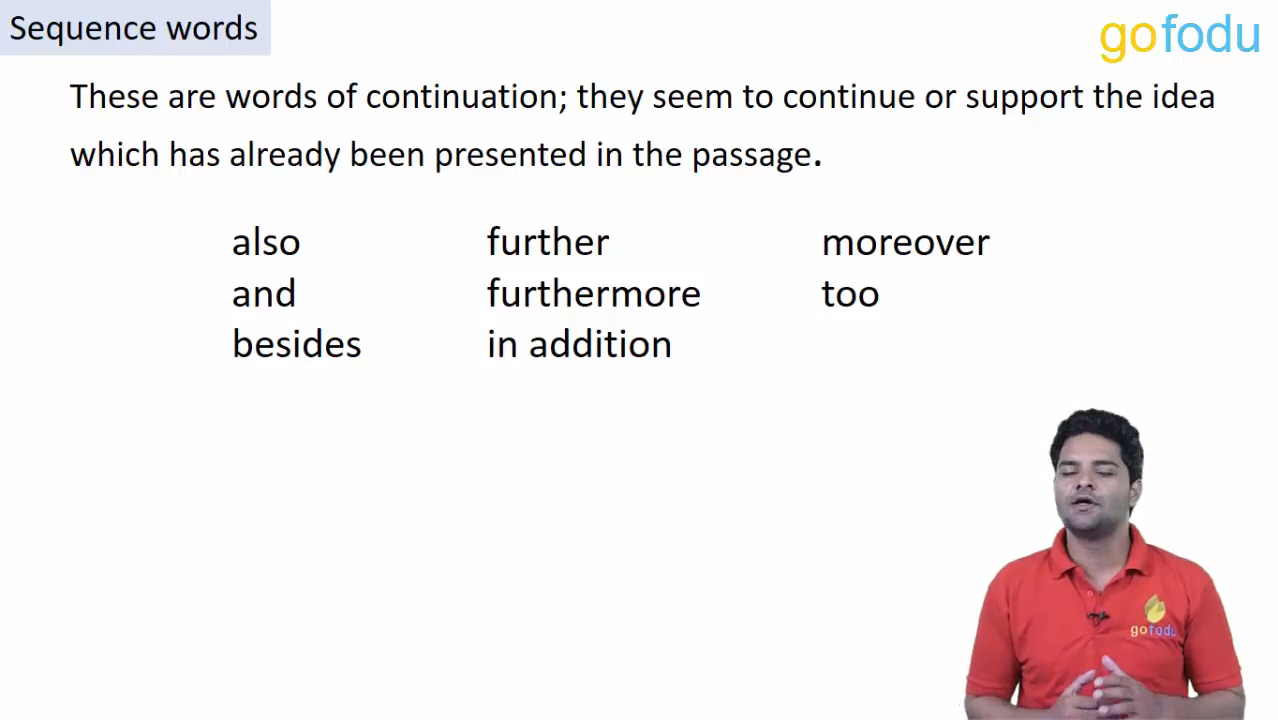 Sequence words
gofodu
These are words of continuation; they seem to continue or support the idea
which has already been presented in the passage.
also further moreover
and furthermore too
besides in addition
gofodu